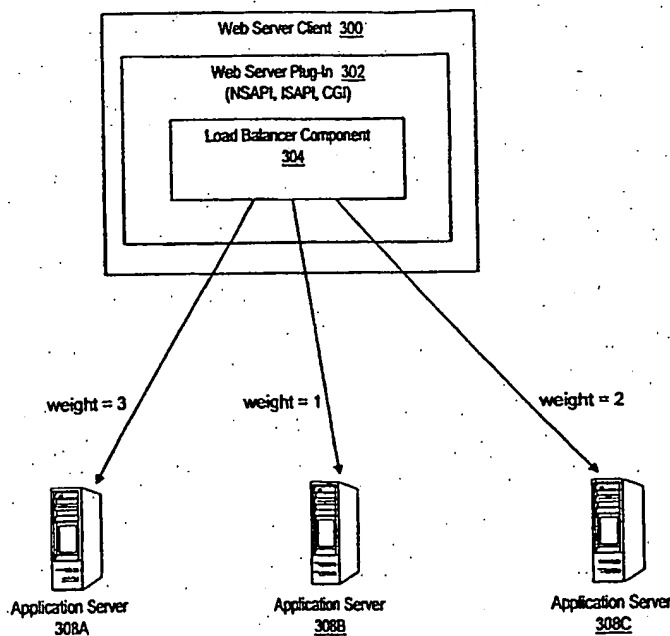 Web Server Client 300
Web Server Plug-In 302
(NSAPI, ISAPI, CGI)
Load Balancer Component
304
weight = 3
weight = 1
weight = 2
Application Server
308A
Application Server
308B
Application Server
308C